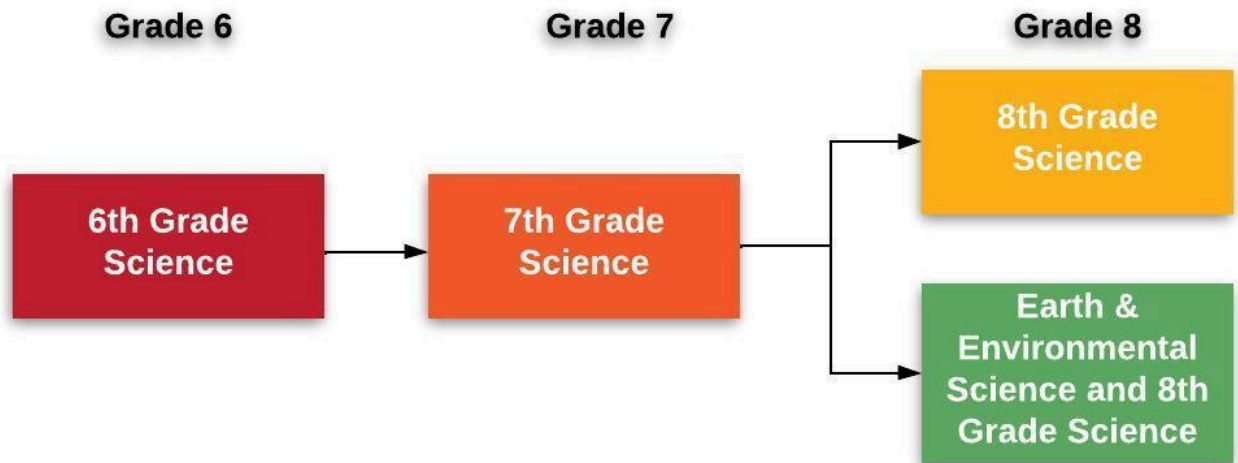 Grade 6
Grade 7
Grade 8
6th Grade
Science
7th Grade
Science
8th Grade
Science
Earth &
Environmental
Science and 8th
Grade Science